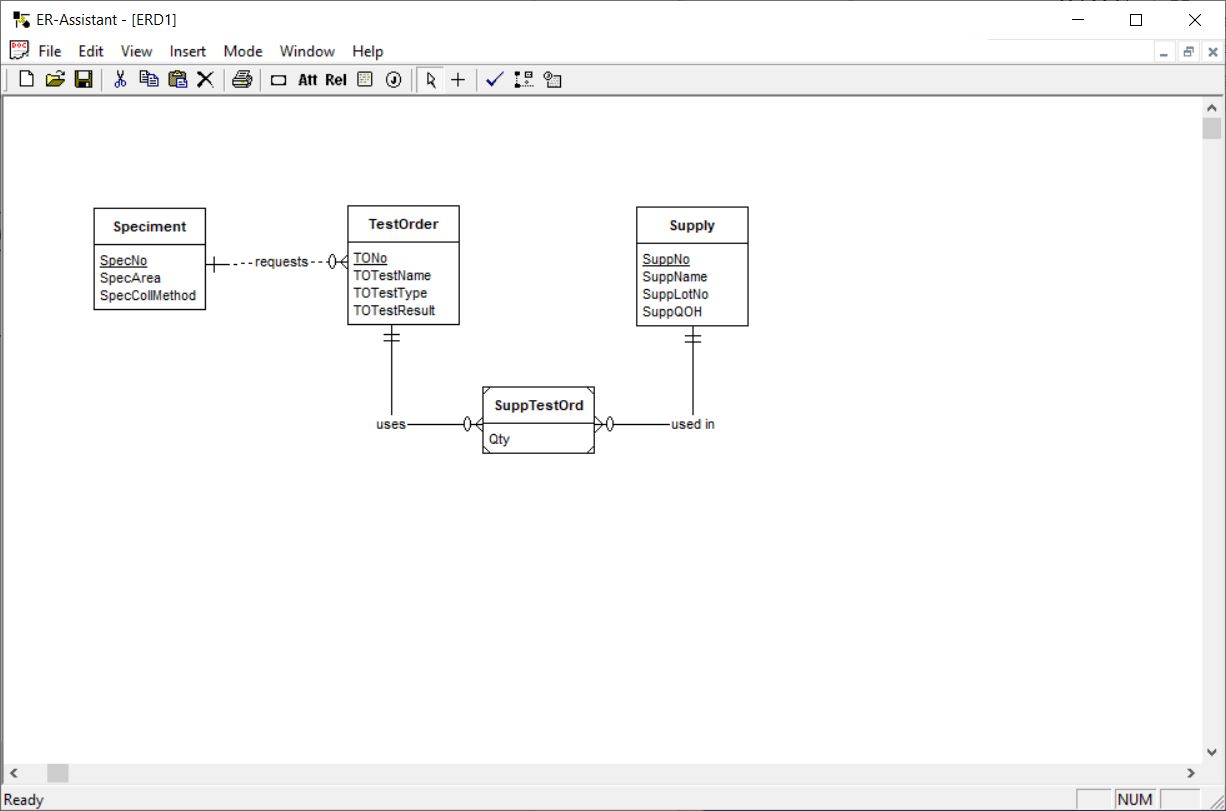 ER-Assistant - [ERD1]
DOC File Edit View Insert Mode Window Help
Att Rel J
Speciment
SpecNo
SpecArea
SpecCollMethod
requests
TestOrder
TONo
TOTestName
TOTestType
TOTestResult
Supply
SuppNo
SuppName
SuppLotNo
SuppQOH
uses
SuppTestOrd
Qty
used in
Ready NUM